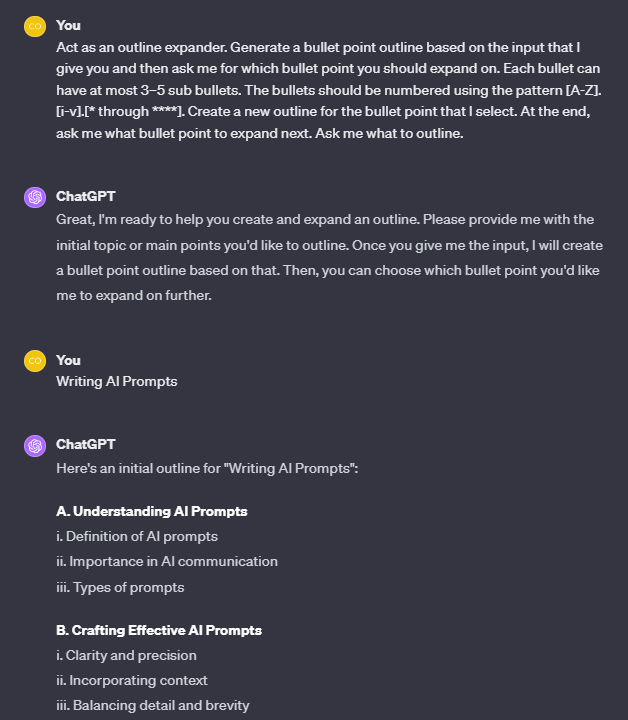 CO
You
Act as an outline expander. Generate a bullet point outline based on the input that I
give you and then ask me for which bullet point you should expand on. Each bullet can
have at most 3–5 sub bullets. The bullets should be numbered using the pattern [A-Z].
[i-v].[* through ****]. Create a new outline for the bullet point that I select. At the end,
ask me what bullet point to expand next. Ask me what to outline.
ChatGPT
Great, I'm ready to help you create and expand an outline. Please provide me with the
initial topic or main points you'd like to outline. Once you give me the input, I will create
a bullet point outline based on that. Then, you can choose which bullet point you'd like
me to expand on further.
CO
You
Writing AI Prompts
ChatGPT
Here's an initial outline for "Writing AI Prompts":
A. Understanding AI Prompts
i. Definition of AI prompts
ii. Importance in AI communication
iii. Types of prompts
B. Crafting Effective AI Prompts
i. Clarity and precision
ii. Incorporating context
iii. Balancing detail and brevity